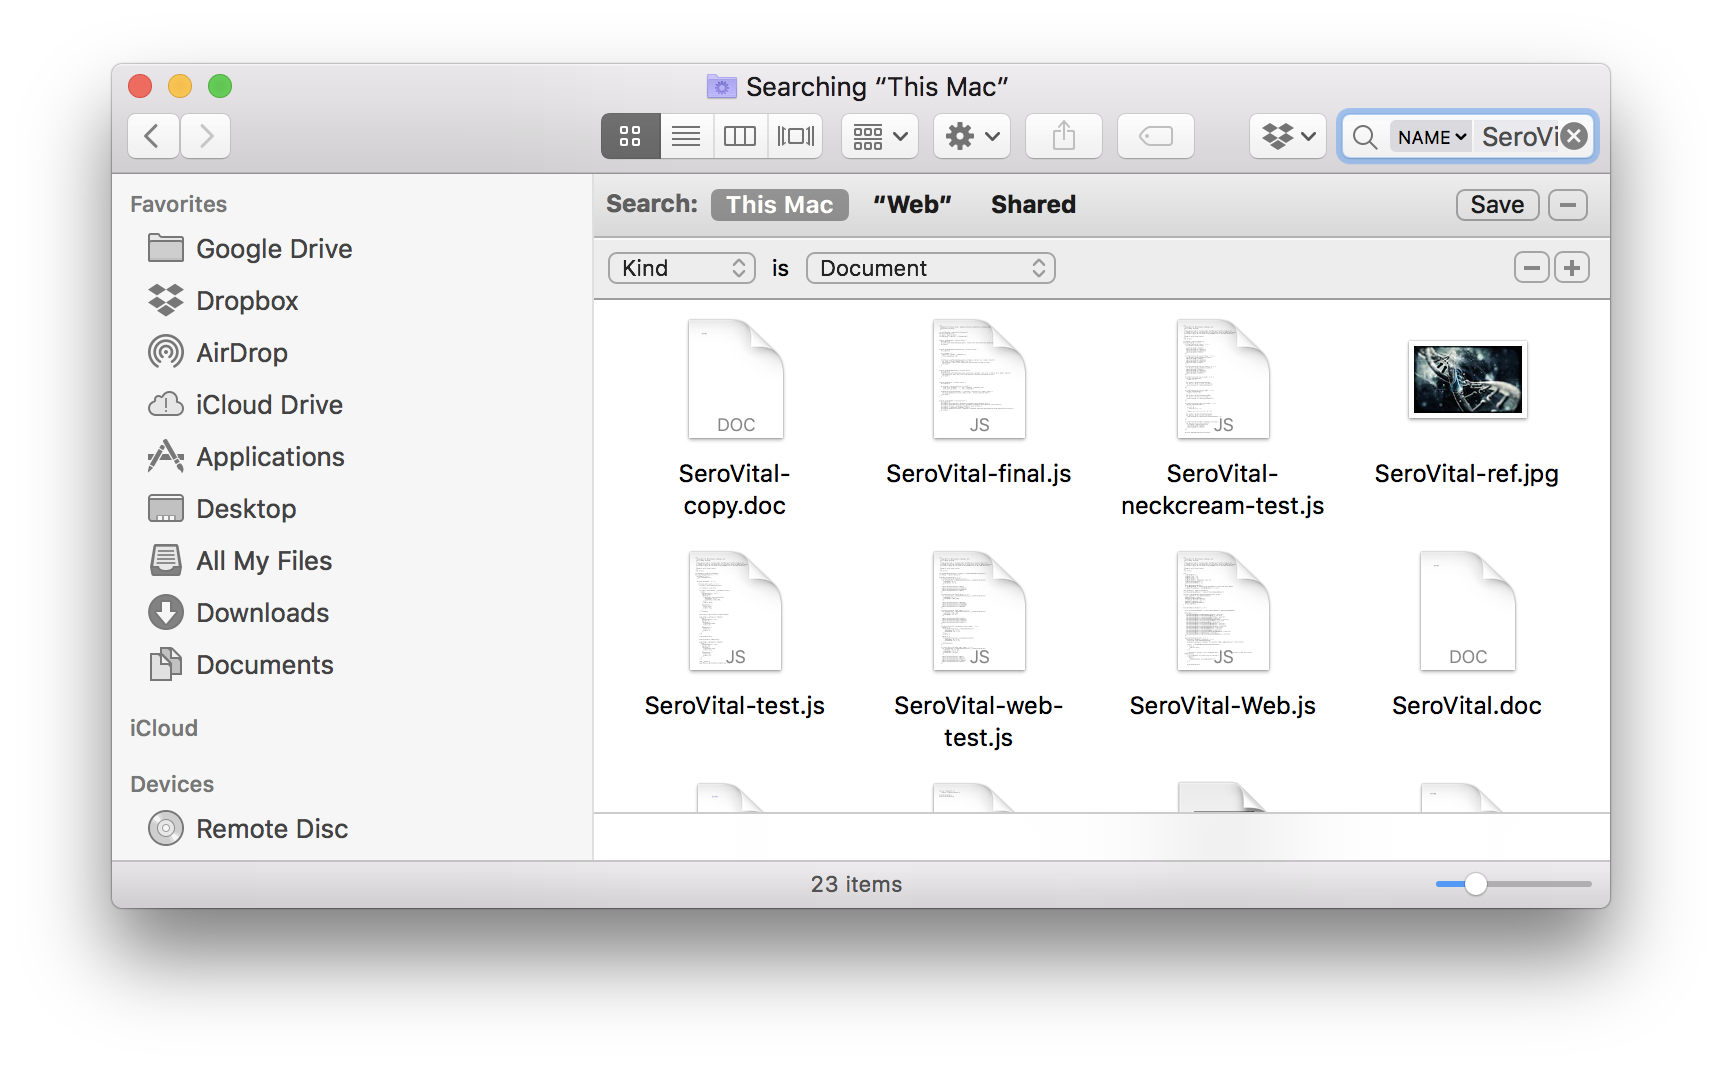 Searching “This Mac”
NAME SeroVi
Favorites
Google Drive
Dropbox
AirDrop
iCloud Drive
Applications
Desktop
All My Files
Downloads
Documents
iCloud
Devices
Remote Disc
Search: This Mac “Web” Shared Save
Kind is Document
DOC
JS
JS
SeroVital-
copy.doc
SeroVital-final.js
SeroVital-
neckcream-test.js
SeroVital-ref.jpg
JS
JS
JS
DOC
SeroVital-test.js
SeroVital-web-
test.js
SeroVital-Web.js
SeroVital.doc
23 items